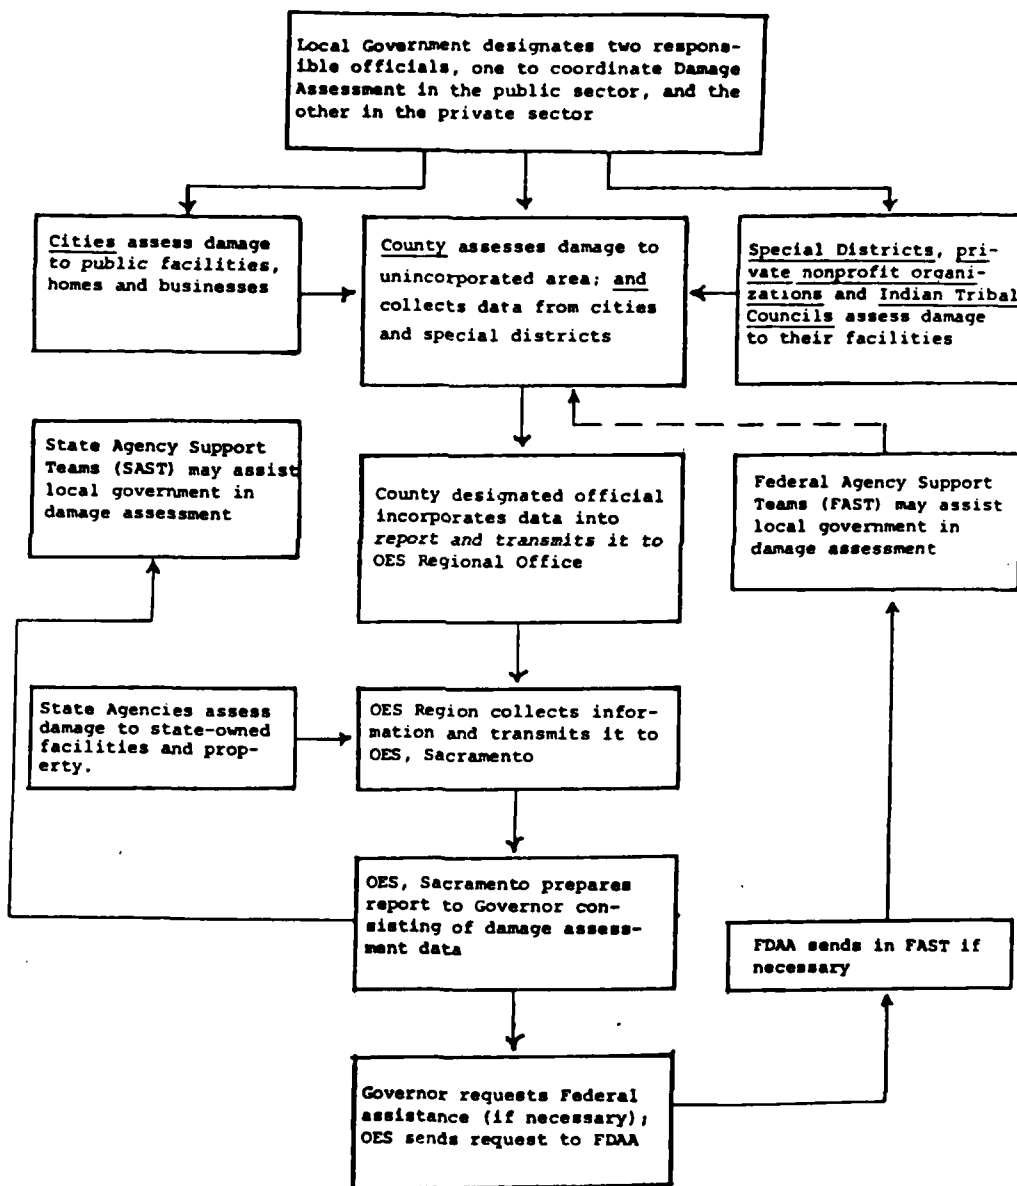 Local Government designates two respons-
ible officials, one to coordinate Damage
Assessment in the public sector, and the
other in the private sector
Cities assess damage
to public facilities,
homes and businesses
County assesses damage to
unincorporated area; and
collects data from cities
and special districts
Special Districts, pri-
vate nonprofit organi-
zations and Indian Tribal
Councils assess damage
to their facilities
State Agency Support
Teams (SAST) may assist
local government in
damage assessment
County designated official
incorporates data into
report and transmits it to
OES Regional Office
Federal Agency Support
Teams (FAST) may assist
local government in
damage assessment
State Agencies assess
damage to state-owned
facilities and prop-
erty.
OES Region collects infor-
mation and transmits it to
OES, Sacramento
OES, Sacramento prepares
report to Governor con-
sisting of damage assess-
ment data
FDAA sends in FAST if
necessary
Governor requests Federal
assistance (if necessary);
OES sends request to FDAA